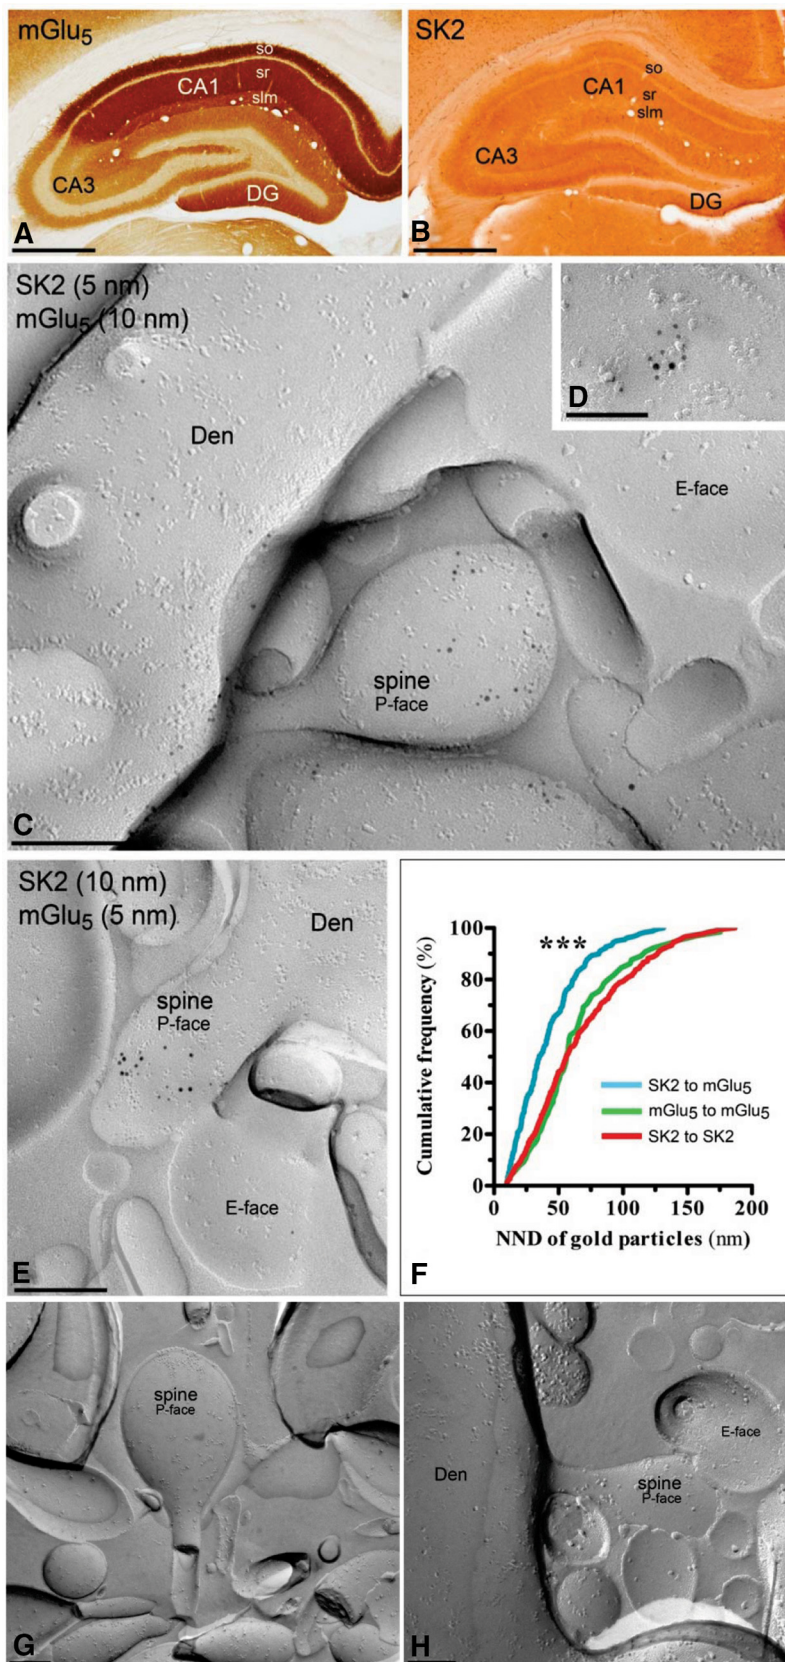 mGlu5
so
sr
CA1
slm
CA3
DG
A
SK2
so
CA1
sr
slm
CA3
DG
B
SK2 (5 nm)
mGlu5 (10 nm)
Den
D
E-face
spine
P-face
C
SK2 (10 nm)
mGlu5 (5 nm)
Den
spine
P-face
E-face
E
100
80
60
40
20
0
Cumulative frequency (%)
***
SK2 to mGlu5
mGlu5 to mGlu5
SK2 to SK2
0 50 100 150 200
NND of gold particles (nm)
F
spine
P-face
G
Den
E-face
spine
P-face
H